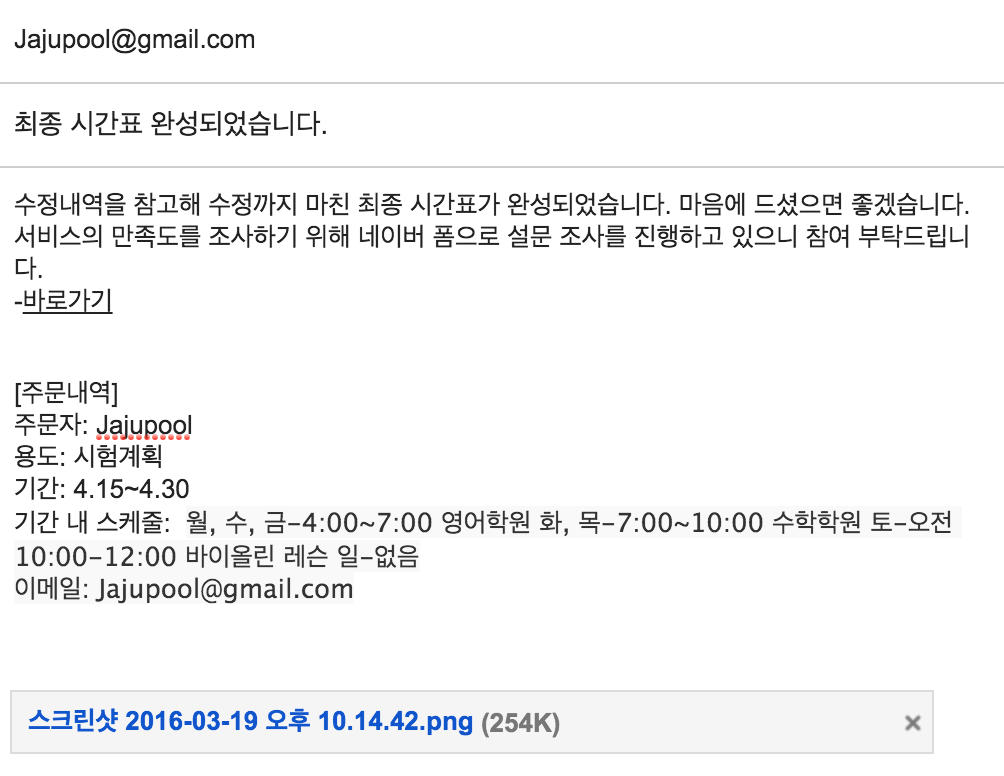 Jajupool@gmail.com
최종 시간표 완성되었습니다.
수정내역을 참고해 수정까지 마친 최종 시간표가 완성되었습니다. 마음에 드셨으면 좋겠습니다.
서비스의 만족도를 조사하기 위해 네이버 폼으로 설문 조사를 진행하고 있으니 참여 부탁드립니
다.
-바로가기
[주문내역]
주문자: Jajupool
용도: 시험계획
기간: 4.15~4.30
기간 내 스케줄:  월, 수, 금-4:00~7:00 영어학원 화, 목-7:00~10:00 수학학원 토-오전
10:00-12:00 바이올린 레슨 일-없음
이메일: Jajupool@gmail.com
스크린샷 2016-03-19 오후 10.14.42.png (254K) ×